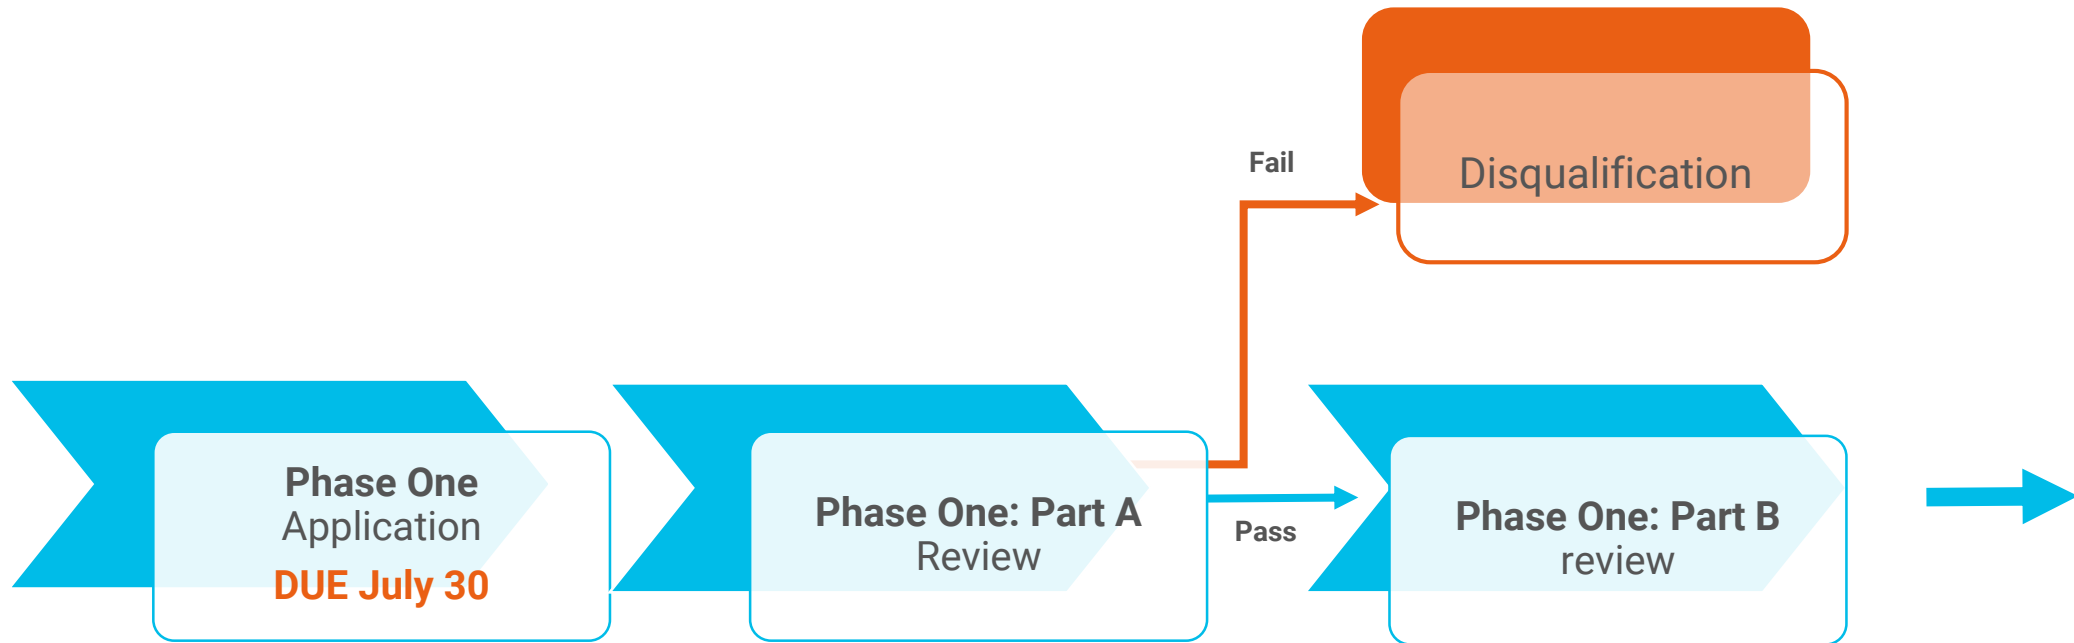 Fail
Disqualification
Phase One
Application
DUE July 30
Phase One: Part A
Review
Pass
Phase One: Part B
review